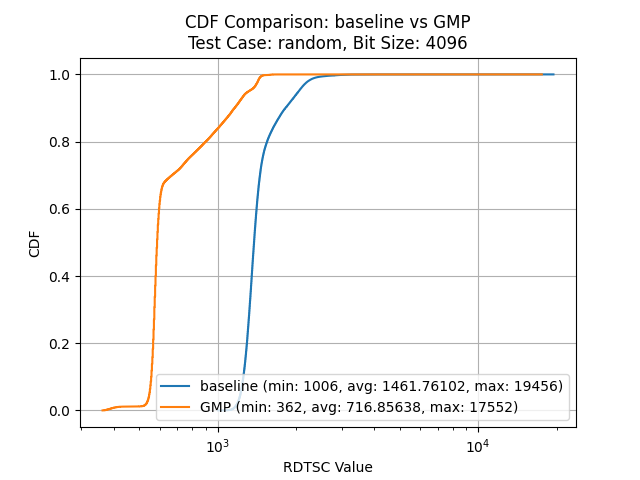 CDF Comparison: baseline vs GMP
Test Case: random, Bit Size: 4096
1.0
0.8
0.6
0.4
0.2
0.0
CDF
baseline (min: 1006, avg: 1461.76102, max: 19456)
GMP (min: 362, avg: 716.85638, max: 17552)
10³
10⁴
RDTSC Value